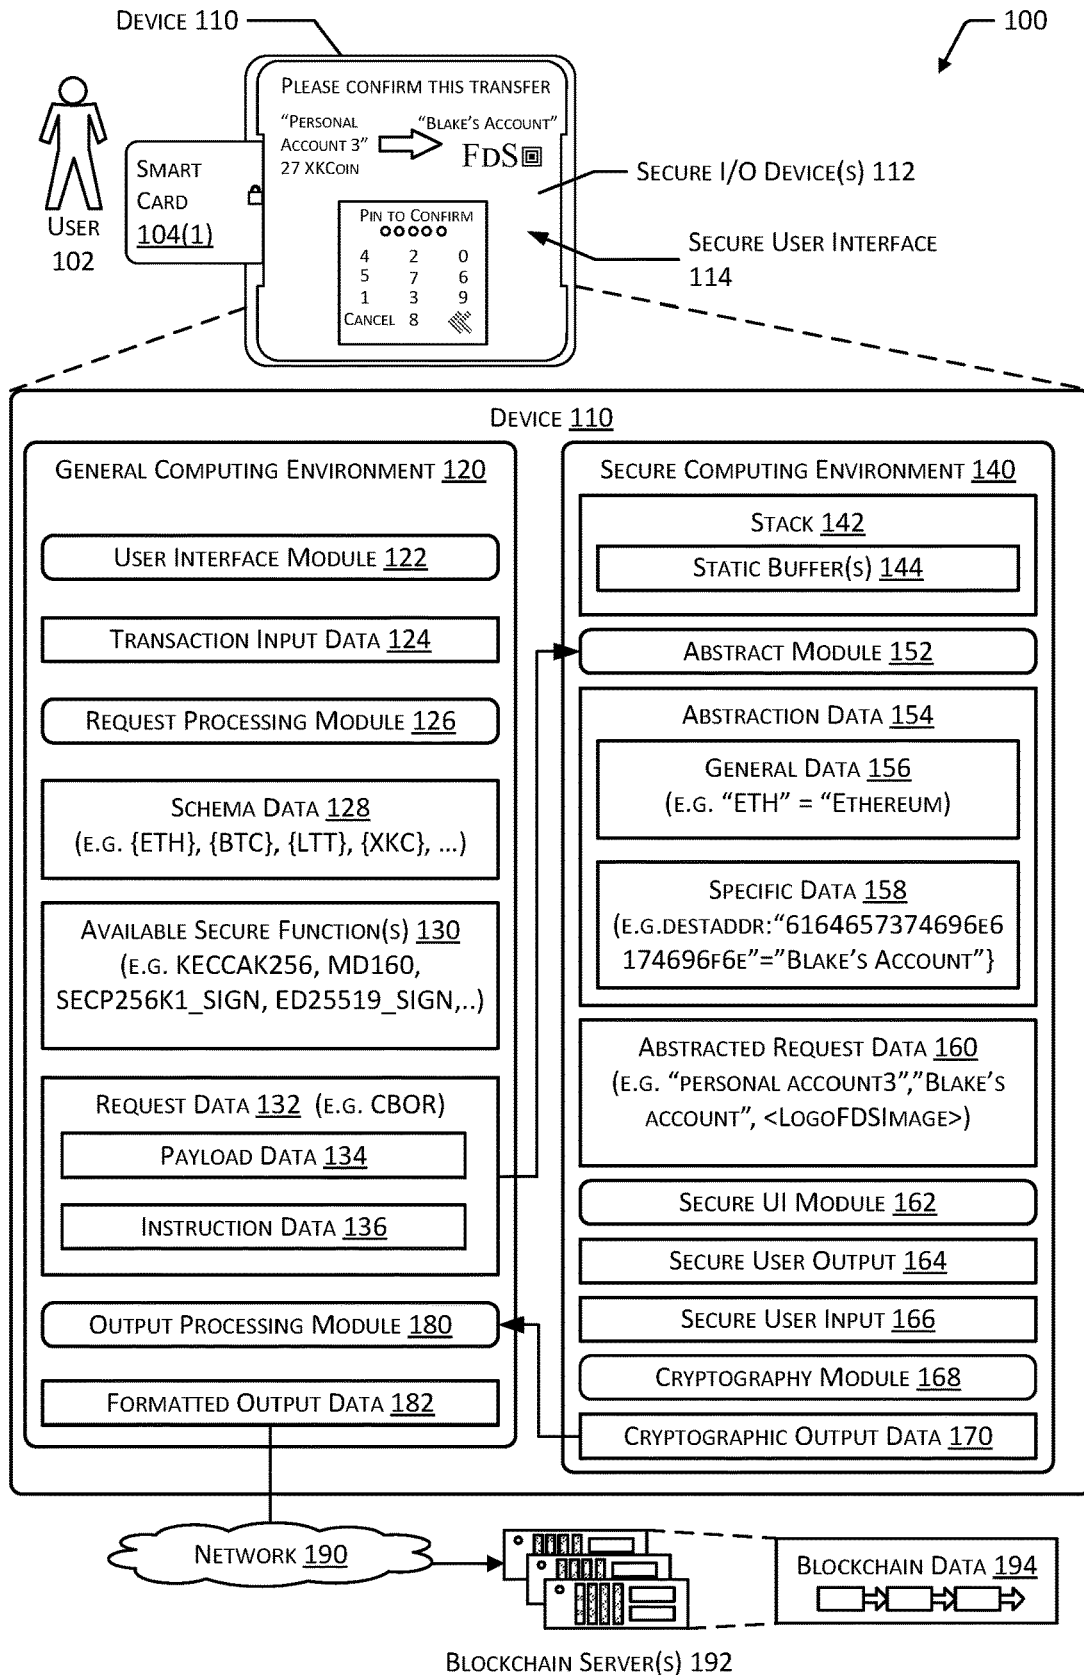 DEVICE 110
100
PLEASE CONFIRM THIS TRANSFER
"PERSONAL
ACCOUNT 3"
27 XKCOIN
"BLAKE'S ACCOUNT"
FDS
SMART
CARD
104(1)
USER
102
SECURE I/O DEVICE(S) 112
SECURE USER INTERFACE
114
PIN TO CONFIRM
4 2 0
5 7 6
1 3 9
CANCEL 8
DEVICE 110
GENERAL COMPUTING ENVIRONMENT 120
USER INTERFACE MODULE 122
TRANSACTION INPUT DATA 124
REQUEST PROCESSING MODULE 126
SCHEMA DATA 128
(E.G. {ETH}, {BTC}, {LTT}, {XKC}, ...)
AVAILABLE SECURE FUNCTION(S) 130
(E.G. KECCAK256, MD160,
SECP256K1_SIGN, ED25519_SIGN,..)
REQUEST DATA 132 (E.G. CBOR)
PAYLOAD DATA 134
INSTRUCTION DATA 136
OUTPUT PROCESSING MODULE 180
FORMATTED OUTPUT DATA 182
SECURE COMPUTING ENVIRONMENT 140
STACK 142
STATIC BUFFER(S) 144
ABSTRACT MODULE 152
ABSTRACTION DATA 154
GENERAL DATA 156
(E.G. "ETH" = "ETHEREUM)
SPECIFIC DATA 158
(E.G.DESTADDR:"6164657374696E6
174696F6E"="BLAKE'S ACCOUNT"}
ABSTRACTED REQUEST DATA 160
(E.G. "PERSONAL ACCOUNT3","BLAKE'S
ACCOUNT", <LOGOFDSIMAGE>)
SECURE UI MODULE 162
SECURE USER OUTPUT 164
SECURE USER INPUT 166
CRYPTOGRAPHY MODULE 168
CRYPTOGRAPHIC OUTPUT DATA 170
NETWORK 190
BLOCKCHAIN DATA 194
BLOCKCHAIN SERVER(S) 192